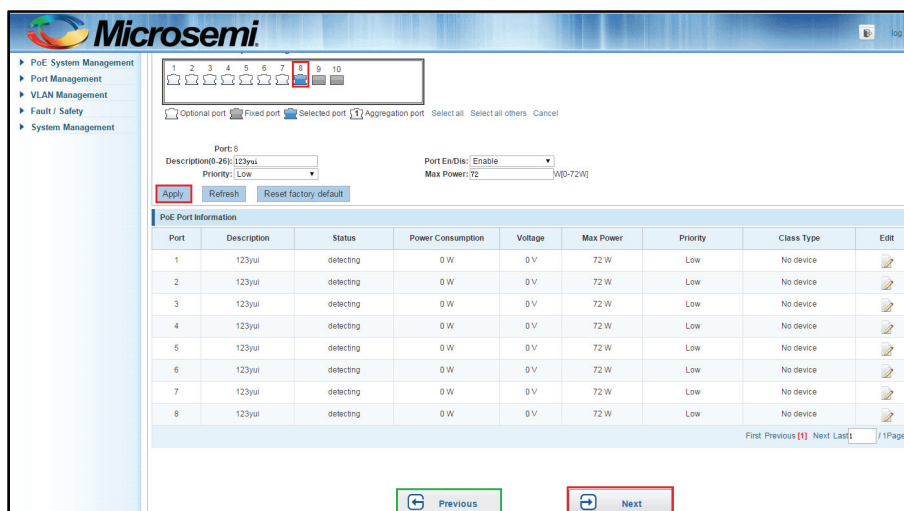 Microsemi.
log
PoE System Management
Port Management
VLAN Management
Fault / Safety
System Management
1 2 3 4 5 6 7 8 9 10
Optional port Fixed port Selected port 1 Aggregation port Select all Select all others Cancel
Port: 8
Description(0-26): 123yui Port En/Dis: Enable
Priority: Low Max Power: 72 W[0-72W]
Apply Refresh Reset factory default
PoE Port Information
Port Description Status Power Consumption Voltage Max Power Priority Class Type Edit
1 123yui detecting 0 W 0 V 72 W Low No device
2 123yui detecting 0 W 0 V 72 W Low No device
3 123yui detecting 0 W 0 V 72 W Low No device
4 123yui detecting 0 W 0 V 72 W Low No device
5 123yui detecting 0 W 0 V 72 W Low No device
6 123yui detecting 0 W 0 V 72 W Low No device
7 123yui detecting 0 W 0 V 72 W Low No device
8 123yui detecting 0 W 0 V 72 W Low No device
First Previous [1] Next Last 1 / 1Page
Previous Next